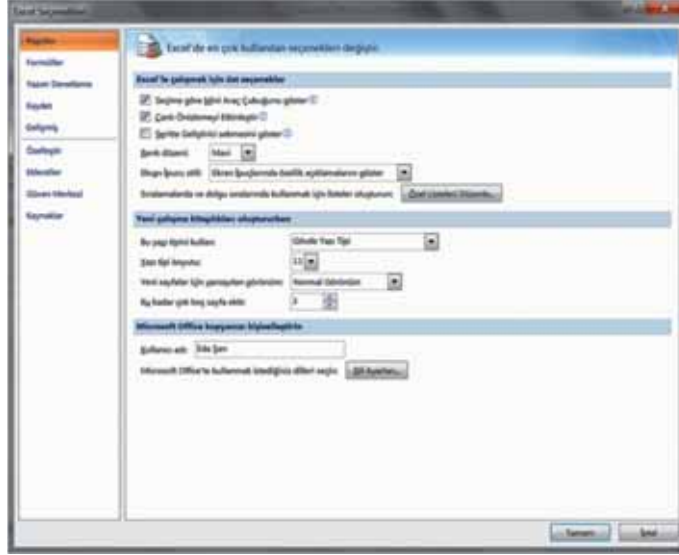 Excel Seçenekleri
Popüler
Formüller
Yazım Denetleme
Kaydet
Gelişmiş
Özelleştir
Eklentiler
Güven Merkezi
Kaynaklar
Excel'de en çok kullanılan seçenekleri değiştir.
Excel'le çalışmak için üst seçenekler
Seçime göre Mini Araç Çubuğunu göster
Canlı Önizlemeyi Etkinleştir
Şeritte Geliştirici sekmesini göster
Renk düzeni: Mavi
Ekran İpucu stili: Ekran İpuçlarında özellik açıklamalarını göster
Sıralamalarda ve dolgu sıralarında kullanmak için listeler oluşturun: Özel Listeleri Düzenle...
Yeni çalışma kitaplıkları oluştururken
Bu yazı tipini kullan: Gövde Yazı Tipi
Yazı tipi boyutu: 11
Yeni sayfalar için varsayılan görünüm: Normal Görünüm
Bu kadar çok boş sayfa ekle: 3
Microsoft Office kopyanızı kişiselleştirin
Kullanıcı adı: Eda Şen
Microsoft Office'te kullanmak istediğiniz dilleri seçin: Dil Ayarları...
Tamam İptal